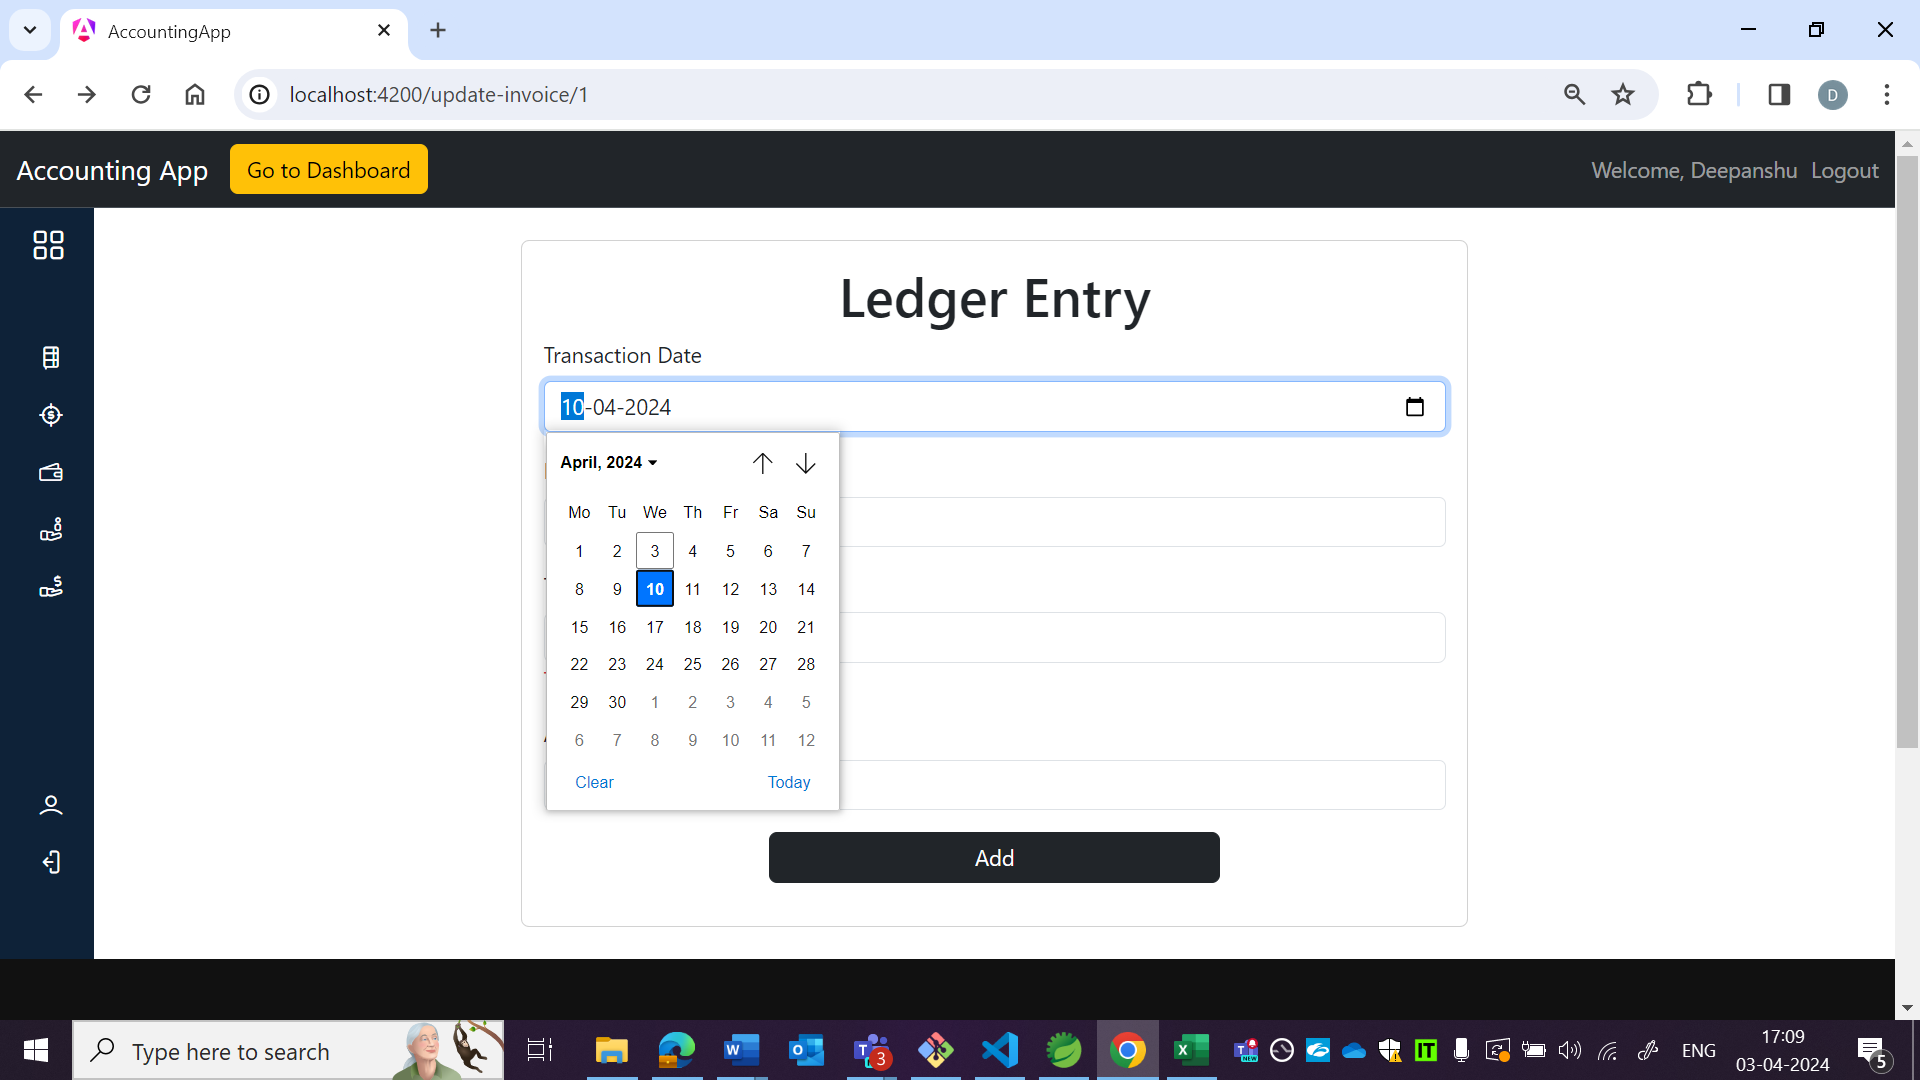 AccountingApp
localhost:4200/update-invoice/1
D
Accounting App
Go to Dashboard
Welcome, Deepanshu
Logout
Ledger Entry
Transaction Date
10-04-2024
April, 2024
Mo Tu We Th Fr Sa Su
1 2 3 4 5 6 7
8 9 10 11 12 13 14
15 16 17 18 19 20 21
22 23 24 25 26 27 28
29 30 1 2 3 4 5
6 7 8 9 10 11 12
Clear
Today
Add
Type here to search
3
ENG
17:09
03-04-2024
5